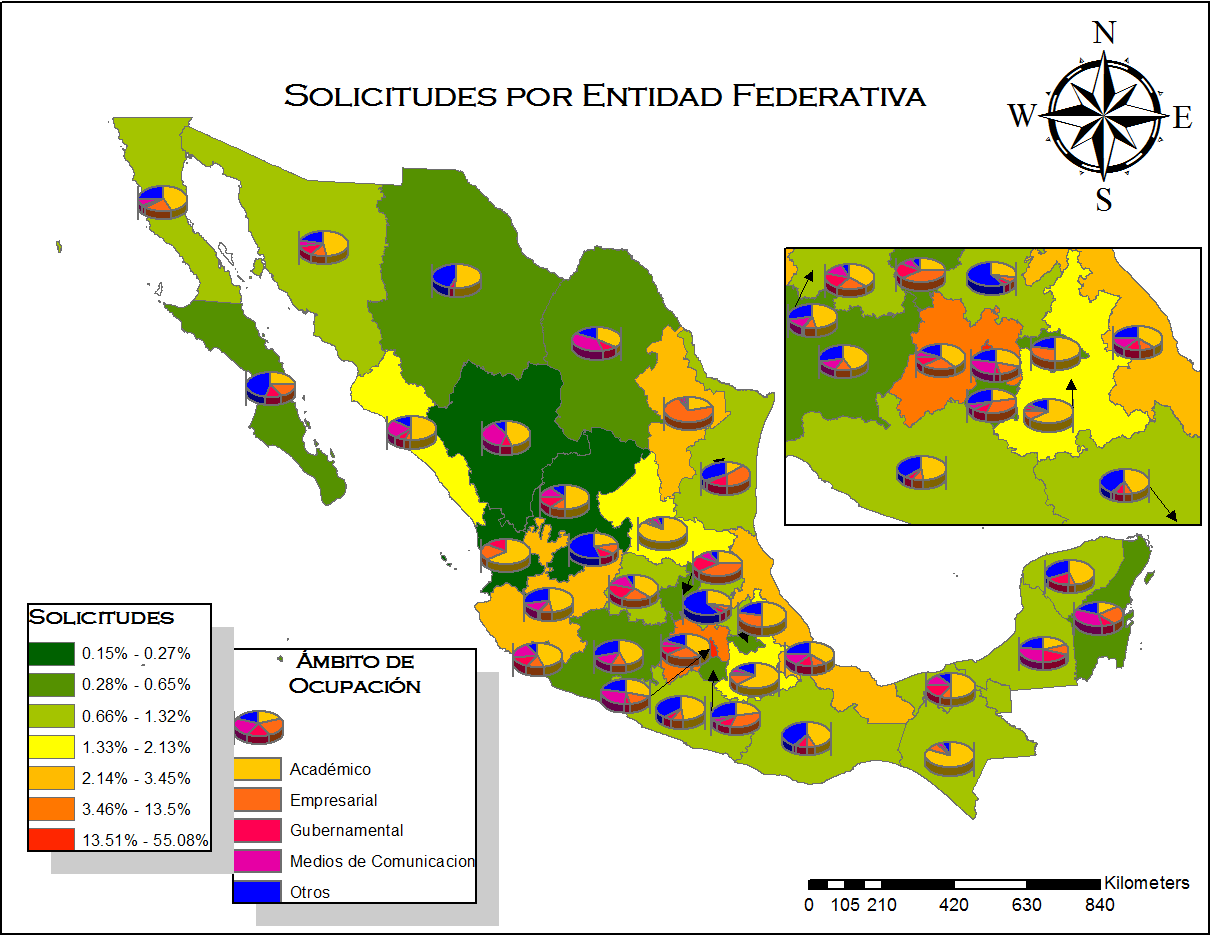 SOLICITUDES POR ENTIDAD FEDERATIVA
N
W
E
S
SOLICITUDES
0.15% - 0.27%
0.28% - 0.65%
0.66% - 1.32%
1.33% - 2.13%
2.14% - 3.45%
3.46% - 13.5%
13.51% - 55.08%
ÁMBITO DE
OCUPACIÓN
Académico
Empresarial
Gubernamental
Medios de Comunicacion
Otros
Kilometers
0 105 210 420 630 840